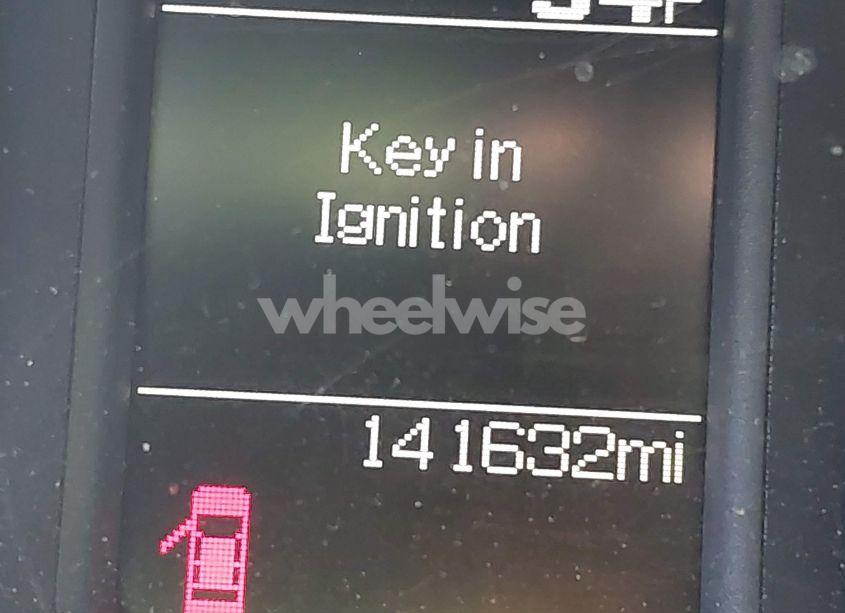 Key in
Ignition
wheelwise
141632mi